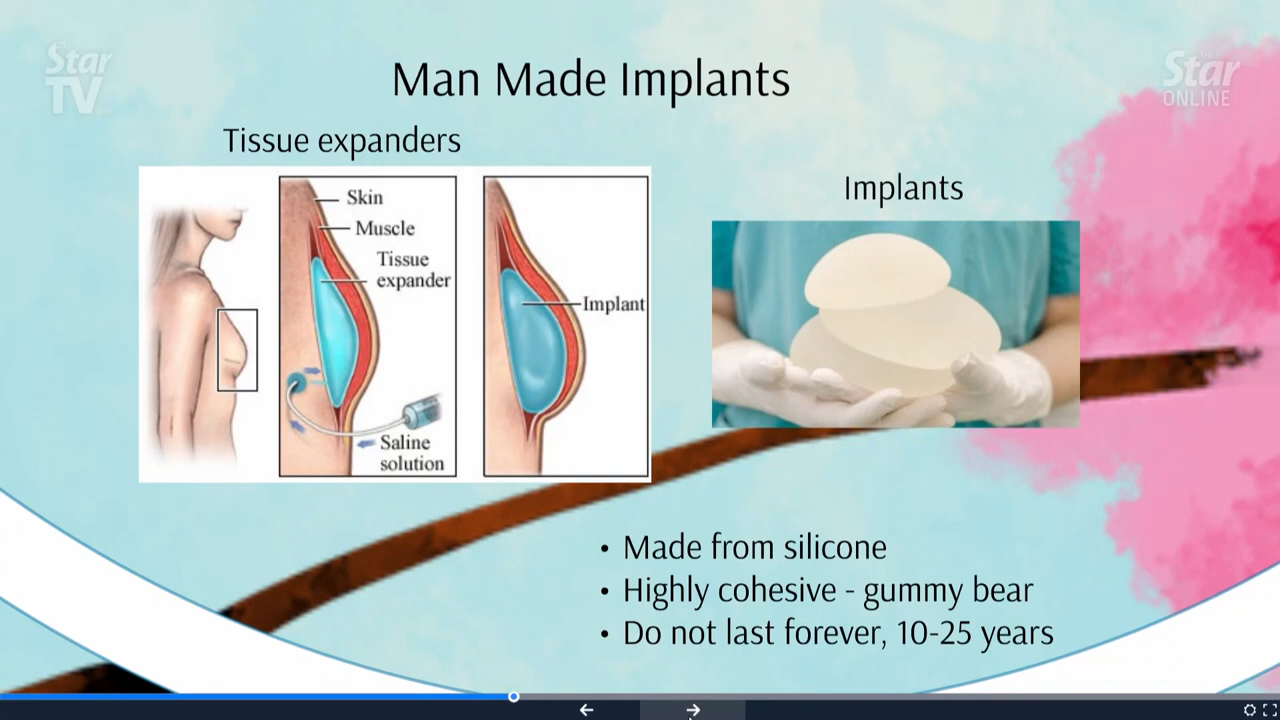 Star
TV
Star
ONLINE
Man Made Implants
Tissue expanders
Skin
Muscle
Tissue
expander
Saline
solution
Implant
Implants
• Made from silicone
• Highly cohesive - gummy bear
• Do not last forever, 10-25 years